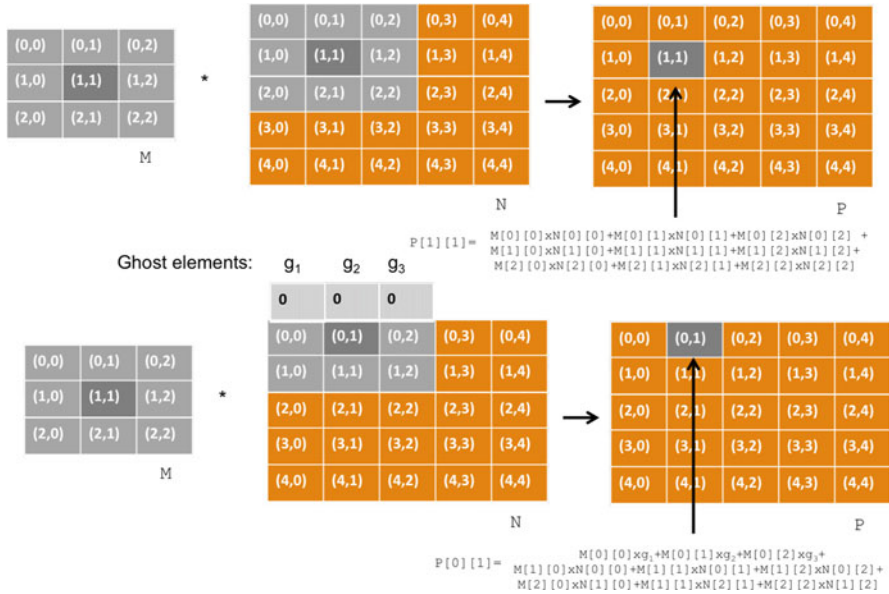 (0,0) (0,1) (0,2)
(1,0) (1,1) (1,2)
(2,0) (2,1) (2,2)
M
*
(0,0) (0,1) (0,2) (0,3) (0,4)
(1,0) (1,1) (1,2) (1,3) (1,4)
(2,0) (2,1) (2,2) (2,3) (2,4)
(3,0) (3,1) (3,2) (3,3) (3,4)
(4,0) (4,1) (4,2) (4,3) (4,4)
N
(0,0) (0,1) (0,2) (0,3) (0,4)
(1,0) (1,1) (1,2) (1,3) (1,4)
(2,0) (2,1) (2,2) (2,3) (2,4)
(3,0) (3,1) (3,2) (3,3) (3,4)
(4,0) (4,1) (4,2) (4,3) (4,4)
P
P[1][1]=
M[0][0]xN[0][0]+M[0][1]xN[0][1]+M[0][2]xN[0][2] +
M[1][0]xN[1][0]+M[1][1]xN[1][1]+M[1][2]xN[1][2]+
M[2][0]xN[2][0]+M[2][1]xN[2][1]+M[2][2]xN[2][2]
Ghost elements: g₁ g₂ g₃
0 0 0
(0,0) (0,1) (0,2)
(1,0) (1,1) (1,2)
(2,0) (2,1) (2,2)
M
*
(0,0) (0,1) (0,2) (0,3) (0,4)
(1,0) (1,1) (1,2) (1,3) (1,4)
(2,0) (2,1) (2,2) (2,3) (2,4)
(3,0) (3,1) (3,2) (3,3) (3,4)
(4,0) (4,1) (4,2) (4,3) (4,4)
N
(0,0) (0,1) (0,2) (0,3) (0,4)
(1,0) (1,1) (1,2) (1,3) (1,4)
(2,0) (2,1) (2,2) (2,3) (2,4)
(3,0) (3,1) (3,2) (3,3) (3,4)
(4,0) (4,1) (4,2) (4,3) (4,4)
P
P[0][1]=
M[0][0]xg₁+M[0][1]xg₂+M[0][2]xg₃+
M[1][0]xN[0][0]+M[1][1]xN[0][1]+M[1][2]xN[0][2]+
M[2][0]xN[1][0]+M[1][1]xN[2][1]+M[2][2]xN[1][2]